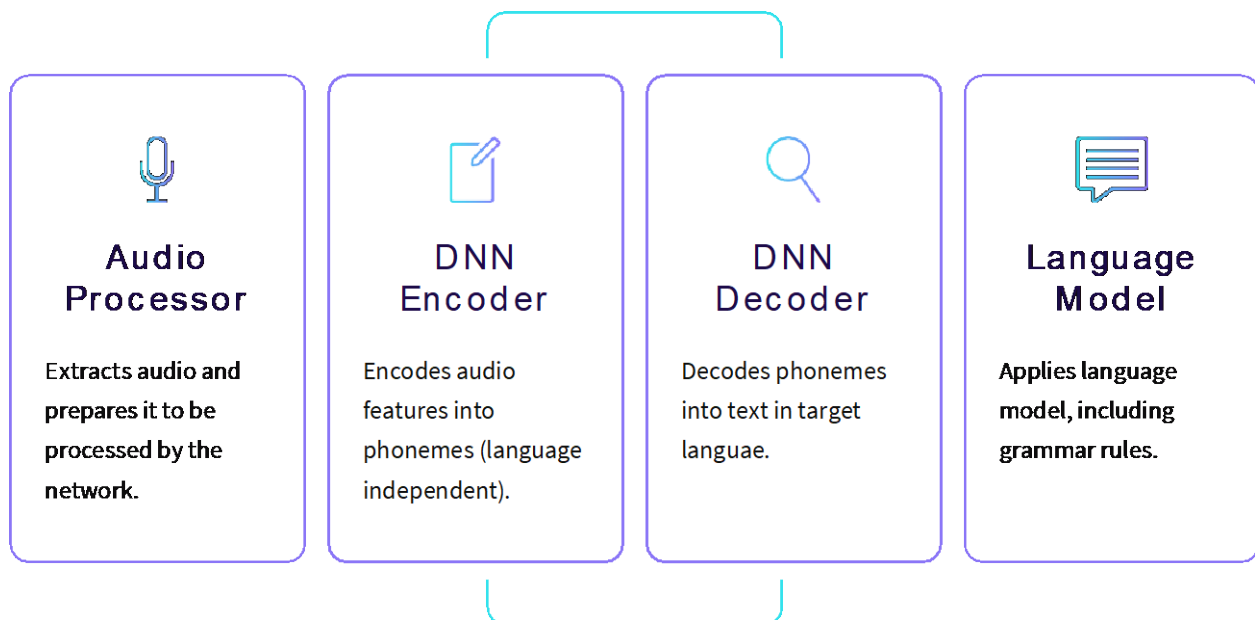 Audio
Processor
Extracts audio and
prepares it to be
processed by the
network.
DNN
Encoder
Encodes audio
features into
phonemes (language
independent).
DNN
Decoder
Decodes phonemes
into text in target
languae.
Language
Model
Applies language
model, including
grammar rules.